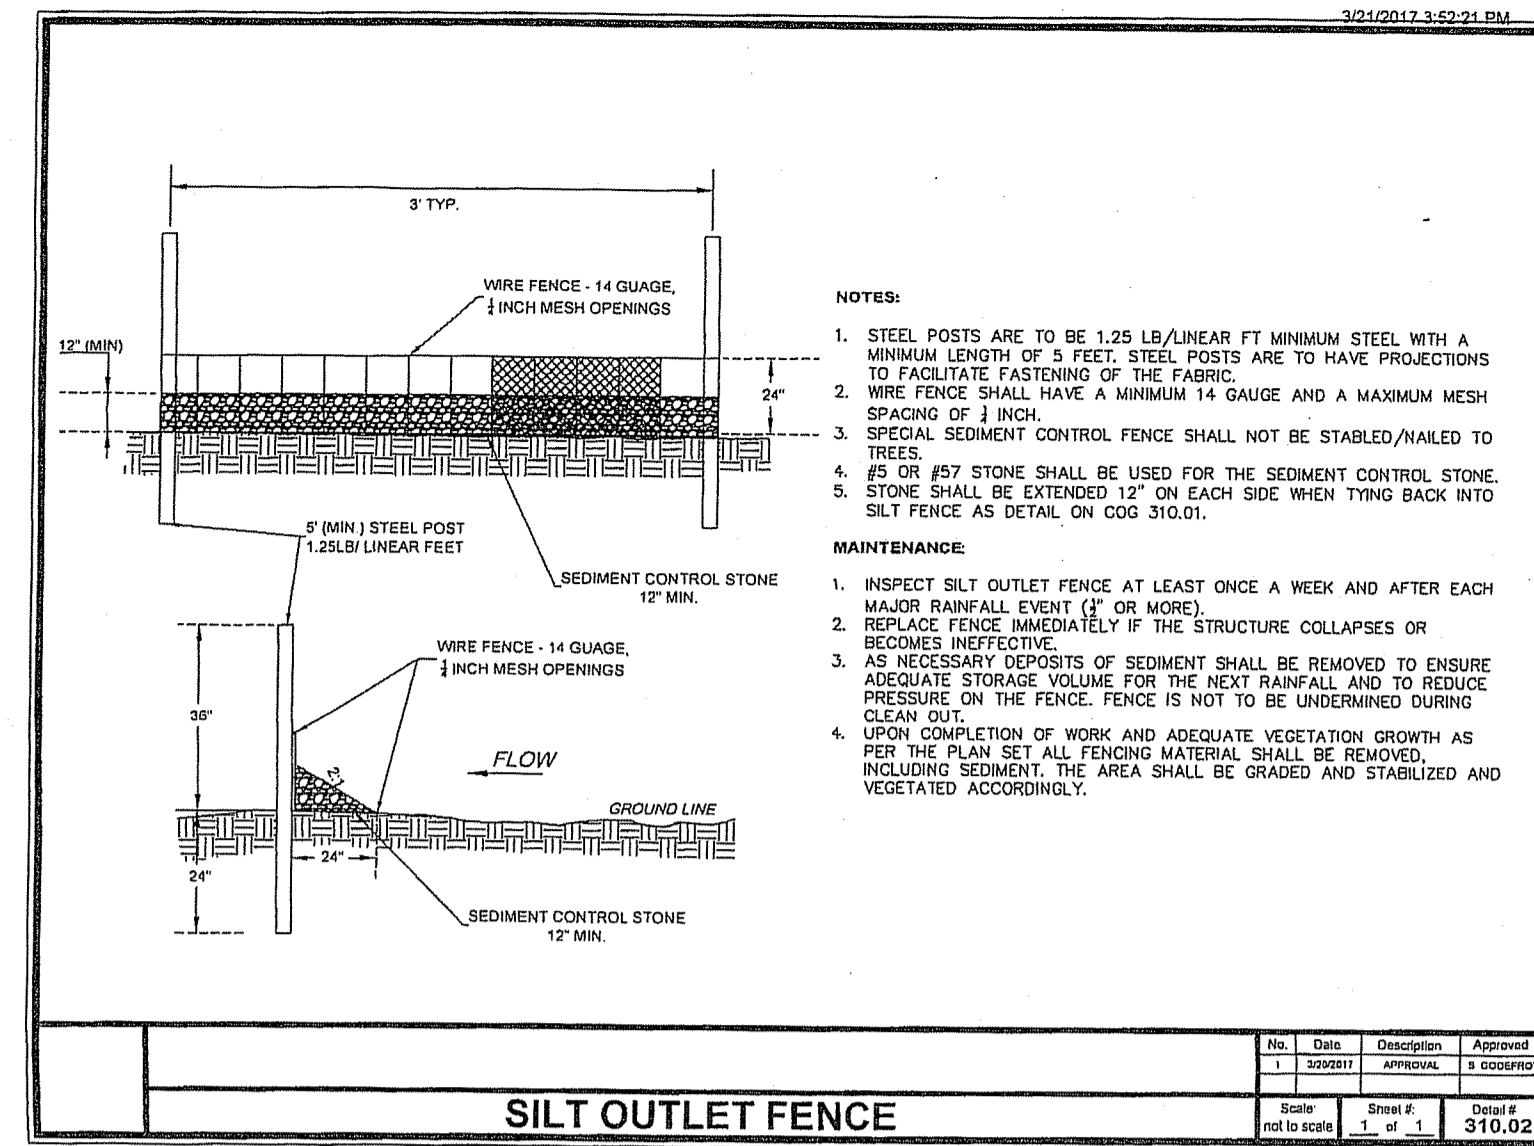 3/21/2017 3:52:21 PM
3' TYP.
WIRE FENCE - 14 GUAGE,
1/4 INCH MESH OPENINGS
12" (MIN)
24"
5' (MIN.) STEEL POST
1.25LB/ LINEAR FEET
SEDIMENT CONTROL STONE
12" MIN.
WIRE FENCE - 14 GUAGE,
1/4 INCH MESH OPENINGS
36"
2:1
FLOW
GROUND LINE
24"
24"
SEDIMENT CONTROL STONE
12" MIN.
NOTES:
1. STEEL POSTS ARE TO BE 1.25 LB/LINEAR FT MINIMUM STEEL WITH A
MINIMUM LENGTH OF 5 FEET. STEEL POSTS ARE TO HAVE PROJECTIONS
TO FACILITATE FASTENING OF THE FABRIC.
2. WIRE FENCE SHALL HAVE A MINIMUM 14 GAUGE AND A MAXIMUM MESH
SPACING OF 1/4 INCH.
3. SPECIAL SEDIMENT CONTROL FENCE SHALL NOT BE STABLED/NAILED TO
TREES.
4. #5 OR #57 STONE SHALL BE USED FOR THE SEDIMENT CONTROL STONE.
5. STONE SHALL BE EXTENDED 12" ON EACH SIDE WHEN TYING BACK INTO
SILT FENCE AS DETAIL ON COG 310.01.
MAINTENANCE:
1. INSPECT SILT OUTLET FENCE AT LEAST ONCE A WEEK AND AFTER EACH
MAJOR RAINFALL EVENT (1/2" OR MORE).
2. REPLACE FENCE IMMEDIATELY IF THE STRUCTURE COLLAPSES OR
BECOMES INEFFECTIVE.
3. AS NECESSARY DEPOSITS OF SEDIMENT SHALL BE REMOVED TO ENSURE
ADEQUATE STORAGE VOLUME FOR THE NEXT RAINFALL AND TO REDUCE
PRESSURE ON THE FENCE. FENCE IS NOT TO BE UNDERMINED DURING
CLEAN OUT.
4. UPON COMPLETION OF WORK AND ADEQUATE VEGETATION GROWTH AS
PER THE PLAN SET ALL FENCING MATERIAL SHALL BE REMOVED,
INCLUDING SEDIMENT. THE AREA SHALL BE GRADED AND STABILIZED AND
VEGETATED ACCORDINGLY.
SILT OUTLET FENCE
No. Date Description Approved
1 3/20/2017 APPROVAL S GODEFRO
Scale: Sheet #: Detail #
not to scale 1 of 1 310.02